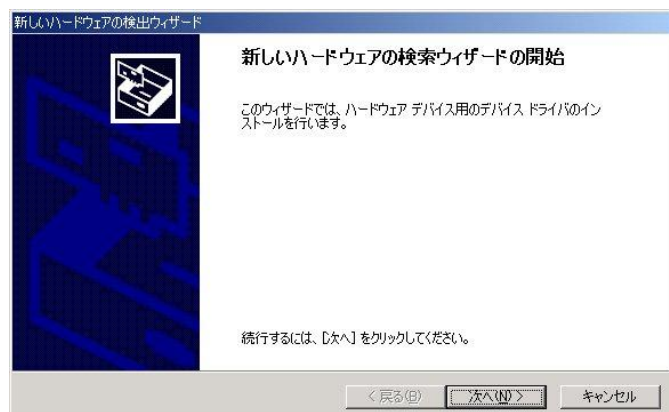 新しいハードウェアの検出ウィザード
新しいハードウェアの検索ウィザードの開始
このウィザードでは、ハードウェア デバイス用のデバイス ドライバのイン
ストールを行います。
続行するには、[次へ] をクリックしてください。
< 戻る(B)
次へ(N) >
キャンセル